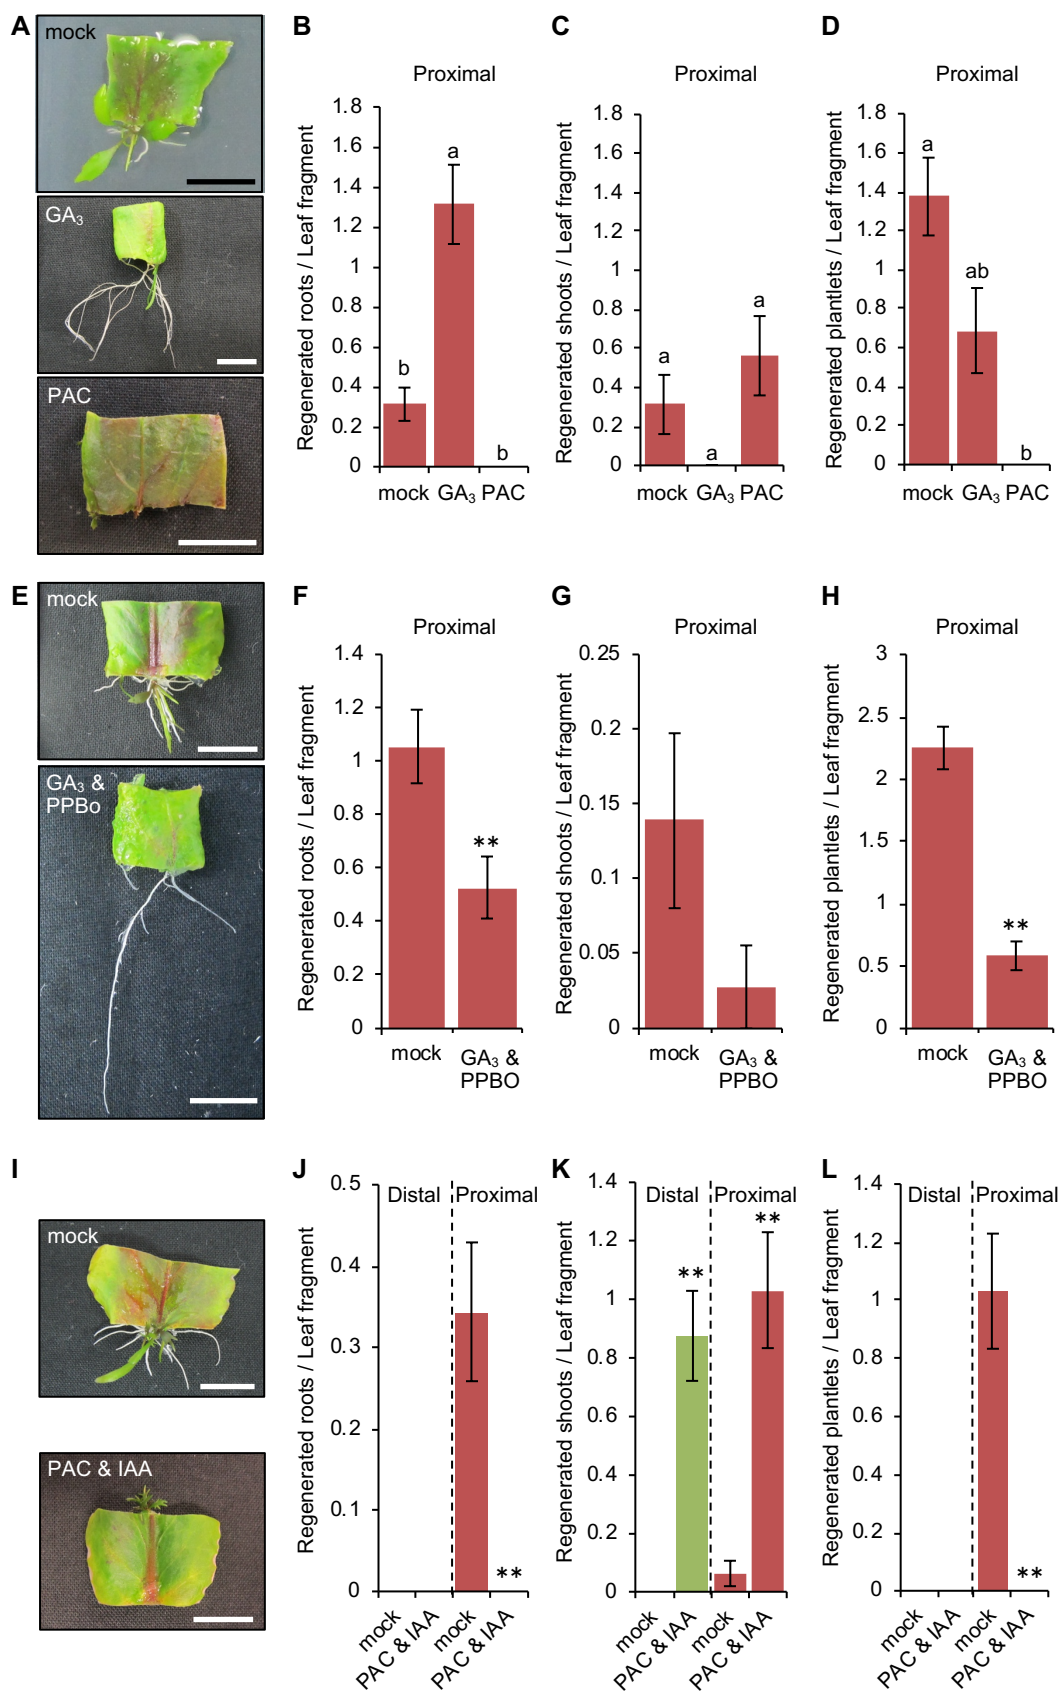 A
mock
GA₃
PAC
B
Proximal
Regenerated roots / Leaf fragment
1.8
1.6
1.4
1.2
1
0.8
0.6
0.4
0.2
0
b
a
b
mock GA₃ PAC
C
Proximal
Regenerated shoots / Leaf fragment
1.8
1.6
1.4
1.2
1
0.8
0.6
0.4
0.2
0
a
a
a
mock GA₃ PAC
D
Proximal
Regenerated plantlets / Leaf fragment
1.8
1.6
1.4
1.2
1
0.8
0.6
0.4
0.2
0
a
ab
b
mock GA₃ PAC
E
mock
GA₃ &
PPBo
F
Proximal
Regenerated roots / Leaf fragment
1.4
1.2
1
0.8
0.6
0.4
0.2
0
**
mock
GA₃ &
PPBO
G
Proximal
Regenerated shoots / Leaf fragment
0.25
0.2
0.15
0.1
0.05
0
mock
GA₃ &
PPBO
H
Proximal
Regenerated plantlets / Leaf fragment
3
2.5
2
1.5
1
0.5
0
**
mock
GA₃ &
PPBO
I
mock
PAC & IAA
J
Distal Proximal
Regenerated roots / Leaf fragment
0.5
0.4
0.3
0.2
0.1
0
**
mock
PAC & IAA
mock
PAC & IAA
K
Distal Proximal
Regenerated shoots / Leaf fragment
1.4
1.2
1
0.8
0.6
0.4
0.2
0
**
**
mock
PAC & IAA
mock
PAC & IAA
L
Distal Proximal
Regenerated plantlets / Leaf fragment
1.4
1.2
1
0.8
0.6
0.4
0.2
0
**
mock
PAC & IAA
mock
PAC & IAA